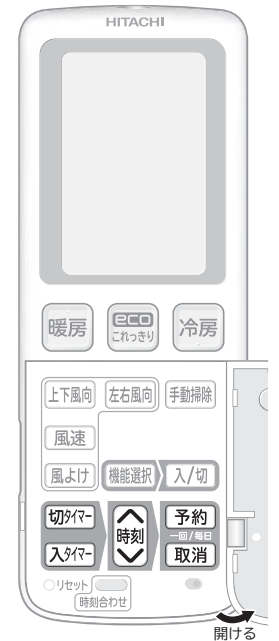 HITACHI
暖房
eco
これっきり
冷房
上下風向 左右風向 手動掃除
風速
風よけ 機能選択 入/切
切タイマー 時刻 予約
一回/毎日
入タイマー 取消
リセット
時刻合わせ
開ける